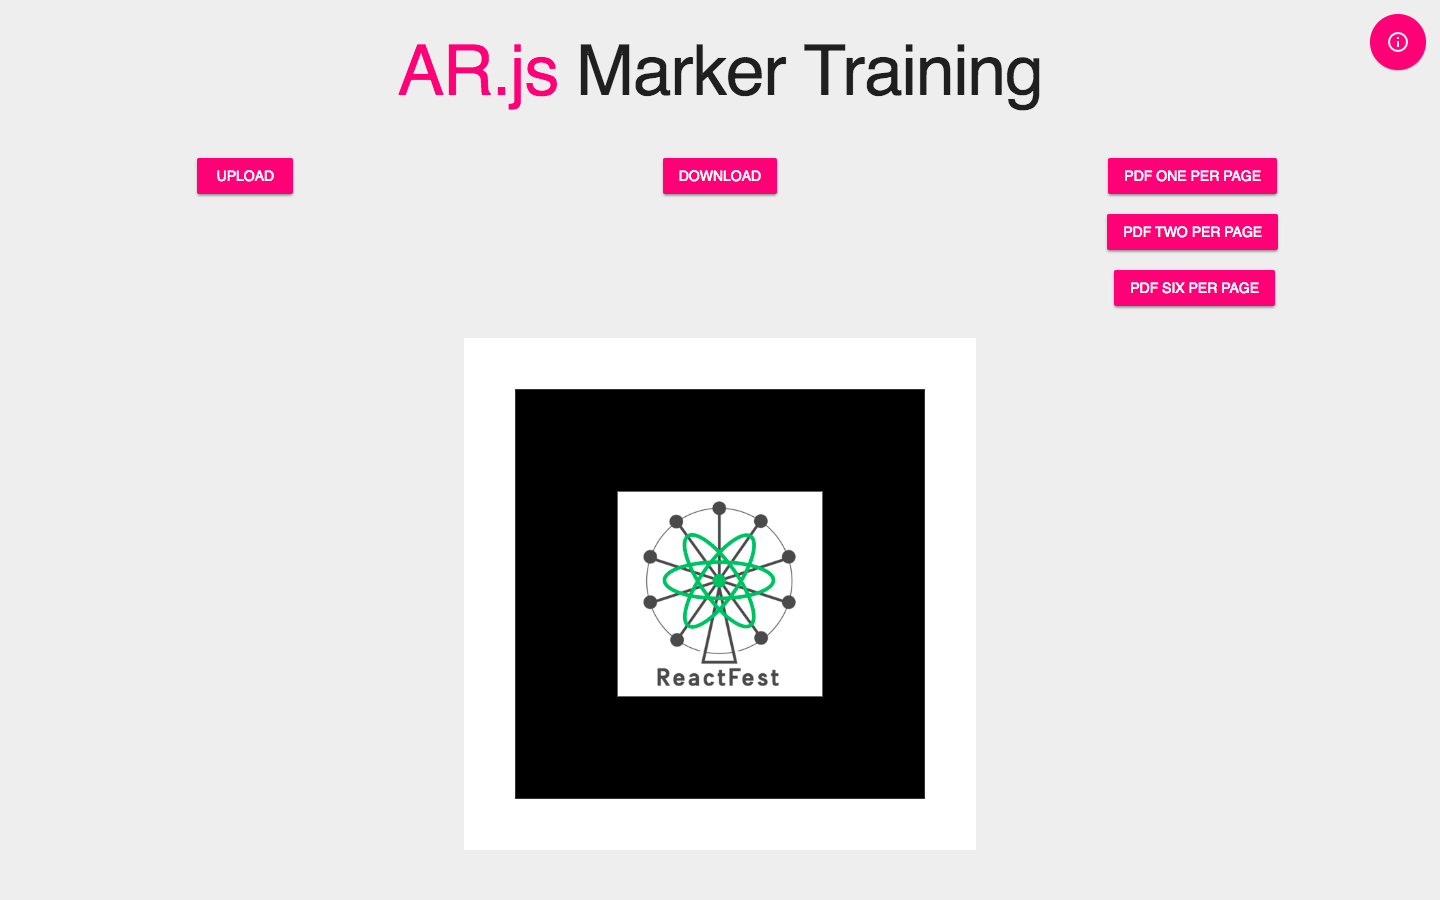 AR.js Marker Training
UPLOAD
DOWNLOAD
PDF ONE PER PAGE
PDF TWO PER PAGE
PDF SIX PER PAGE
ReactFest